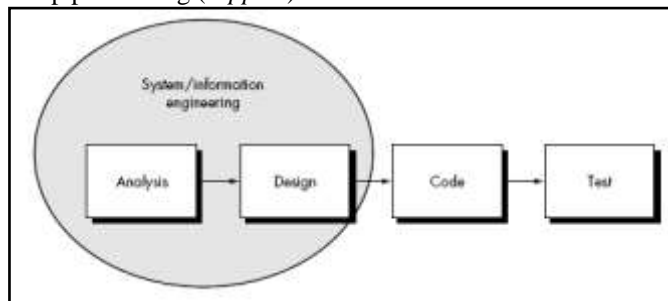 System/information
engineering
Analysis
Design
Code
Test